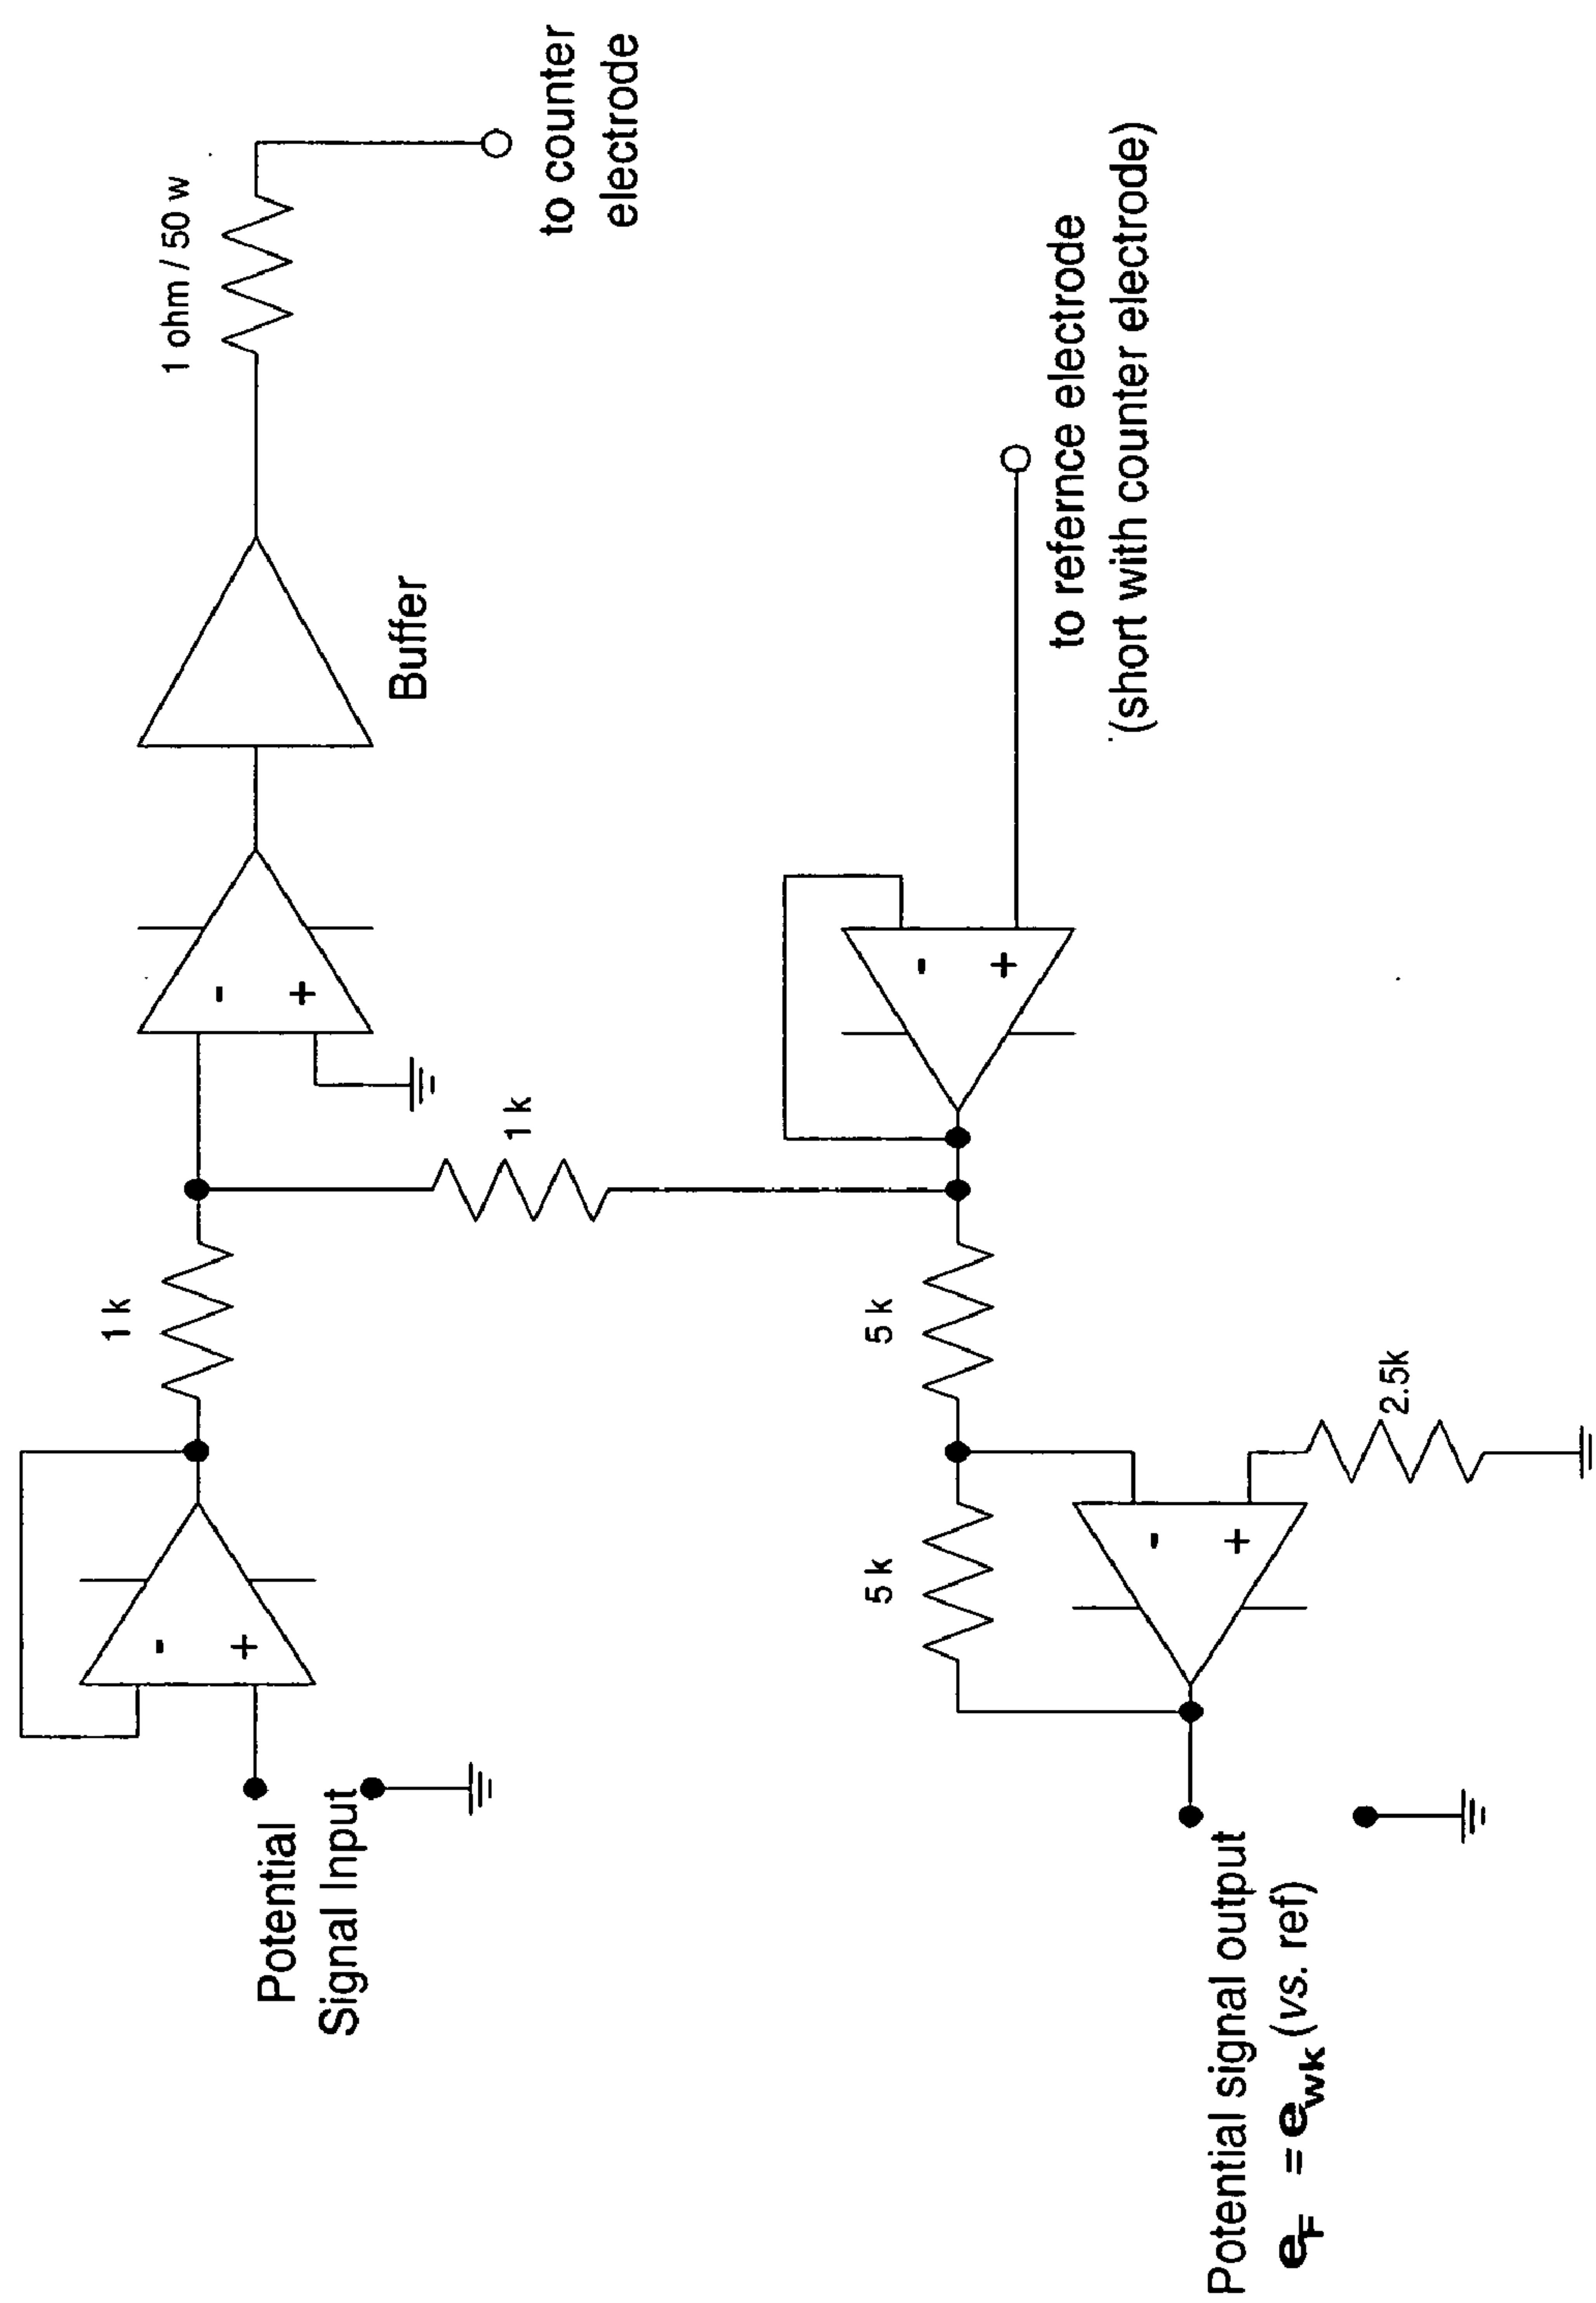 1 ohm / 50 w
to counter
electrode
Buffer
-
+
1 k
1 k
-
+
Potential
Signal Input
to refernce electrode
(short with counter electrode)
-
+
5 k
5 k
2.5k
-
+
Potential signal output
eF = ewk (vs. ref)